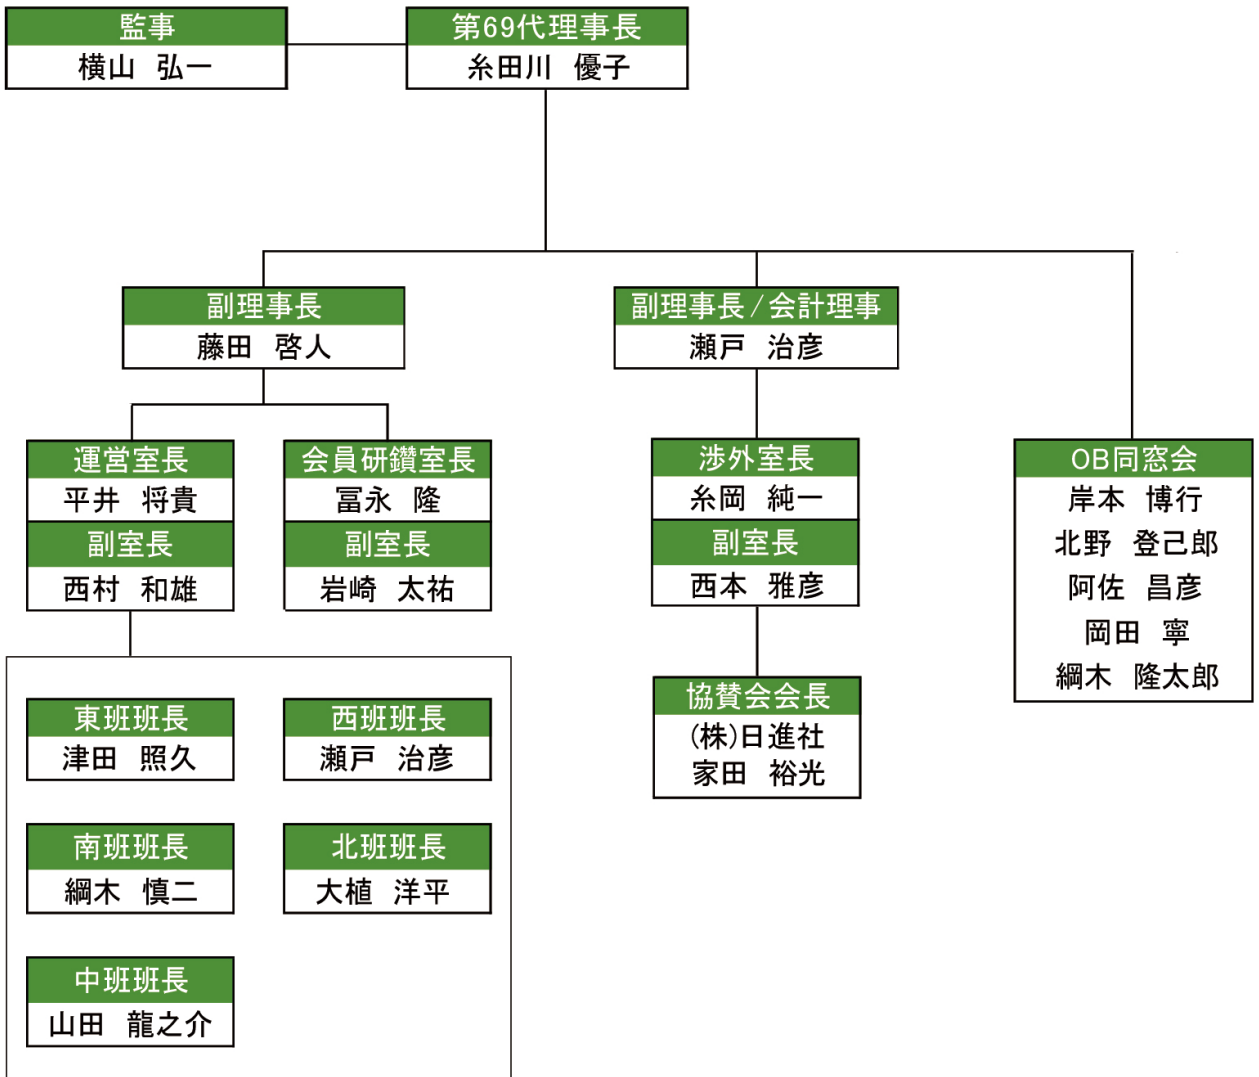 監事
横山 弘一
第69代理事長
糸田川 優子
副理事長
藤田 啓人
副理事長/会計理事
瀬戸 治彦
運営室長
平井 将貴
副室長
西村 和雄
会員研鑽室長
冨永 隆
副室長
岩崎 太祐
渉外室長
糸岡 純一
副室長
西本 雅彦
OB同窓会
岸本 博行
北野 登己郎
阿佐 昌彦
岡田 寧
綱木 隆太郎
協賛会会長
(株)日進社
家田 裕光
東班班長
津田 照久
西班班長
瀬戸 治彦
南班班長
綱木 慎二
北班班長
大植 洋平
中班班長
山田 龍之介